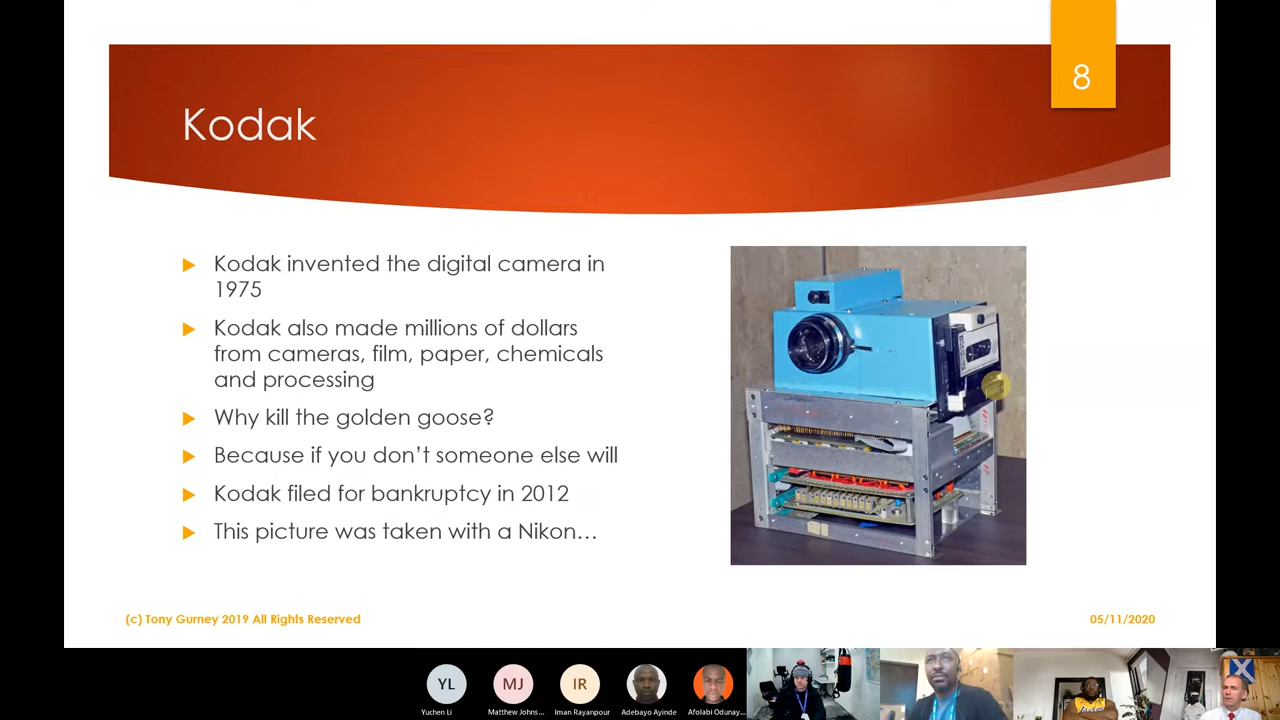 8
Kodak
Kodak invented the digital camera in
1975
Kodak also made millions of dollars
from cameras, film, paper, chemicals
and processing
Why kill the golden goose?
Because if you don’t someone else will
Kodak filed for bankruptcy in 2012
This picture was taken with a Nikon…
(c) Tony Gurney 2019 All Rights Reserved
05/11/2020
YL
MJ
IR
Yuchen Li
Matthew Johns...
Iman Rayanpour
Adebayo Ayinde
Afolabi Odunay...